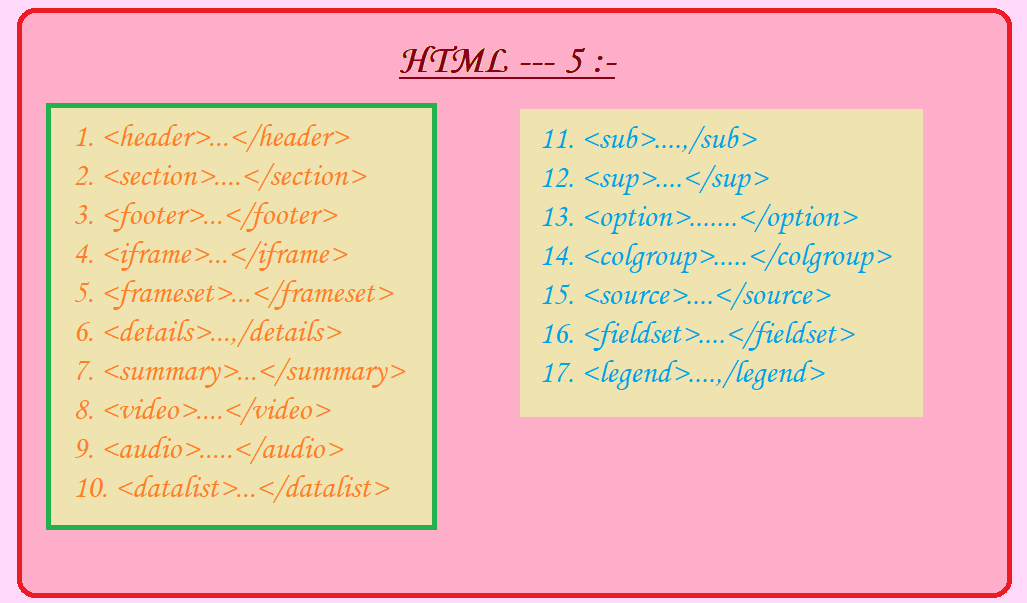 HTML --- 5 :-
1. <header>...</header>
2. <section>....</section>
3. <footer>...</footer>
4. <iframe>...</iframe>
5. <frameset>...</frameset>
6. <details>...,/details>
7. <summary>...</summary>
8. <video>....</video>
9. <audio>.....</audio>
10. <datalist>...</datalist>
11. <sub>....,/sub>
12. <sup>....</sup>
13. <option>.......</option>
14. <colgroup>.....</colgroup>
15. <source>....</source>
16. <fieldset>....</fieldset>
17. <legend>....,/legend>